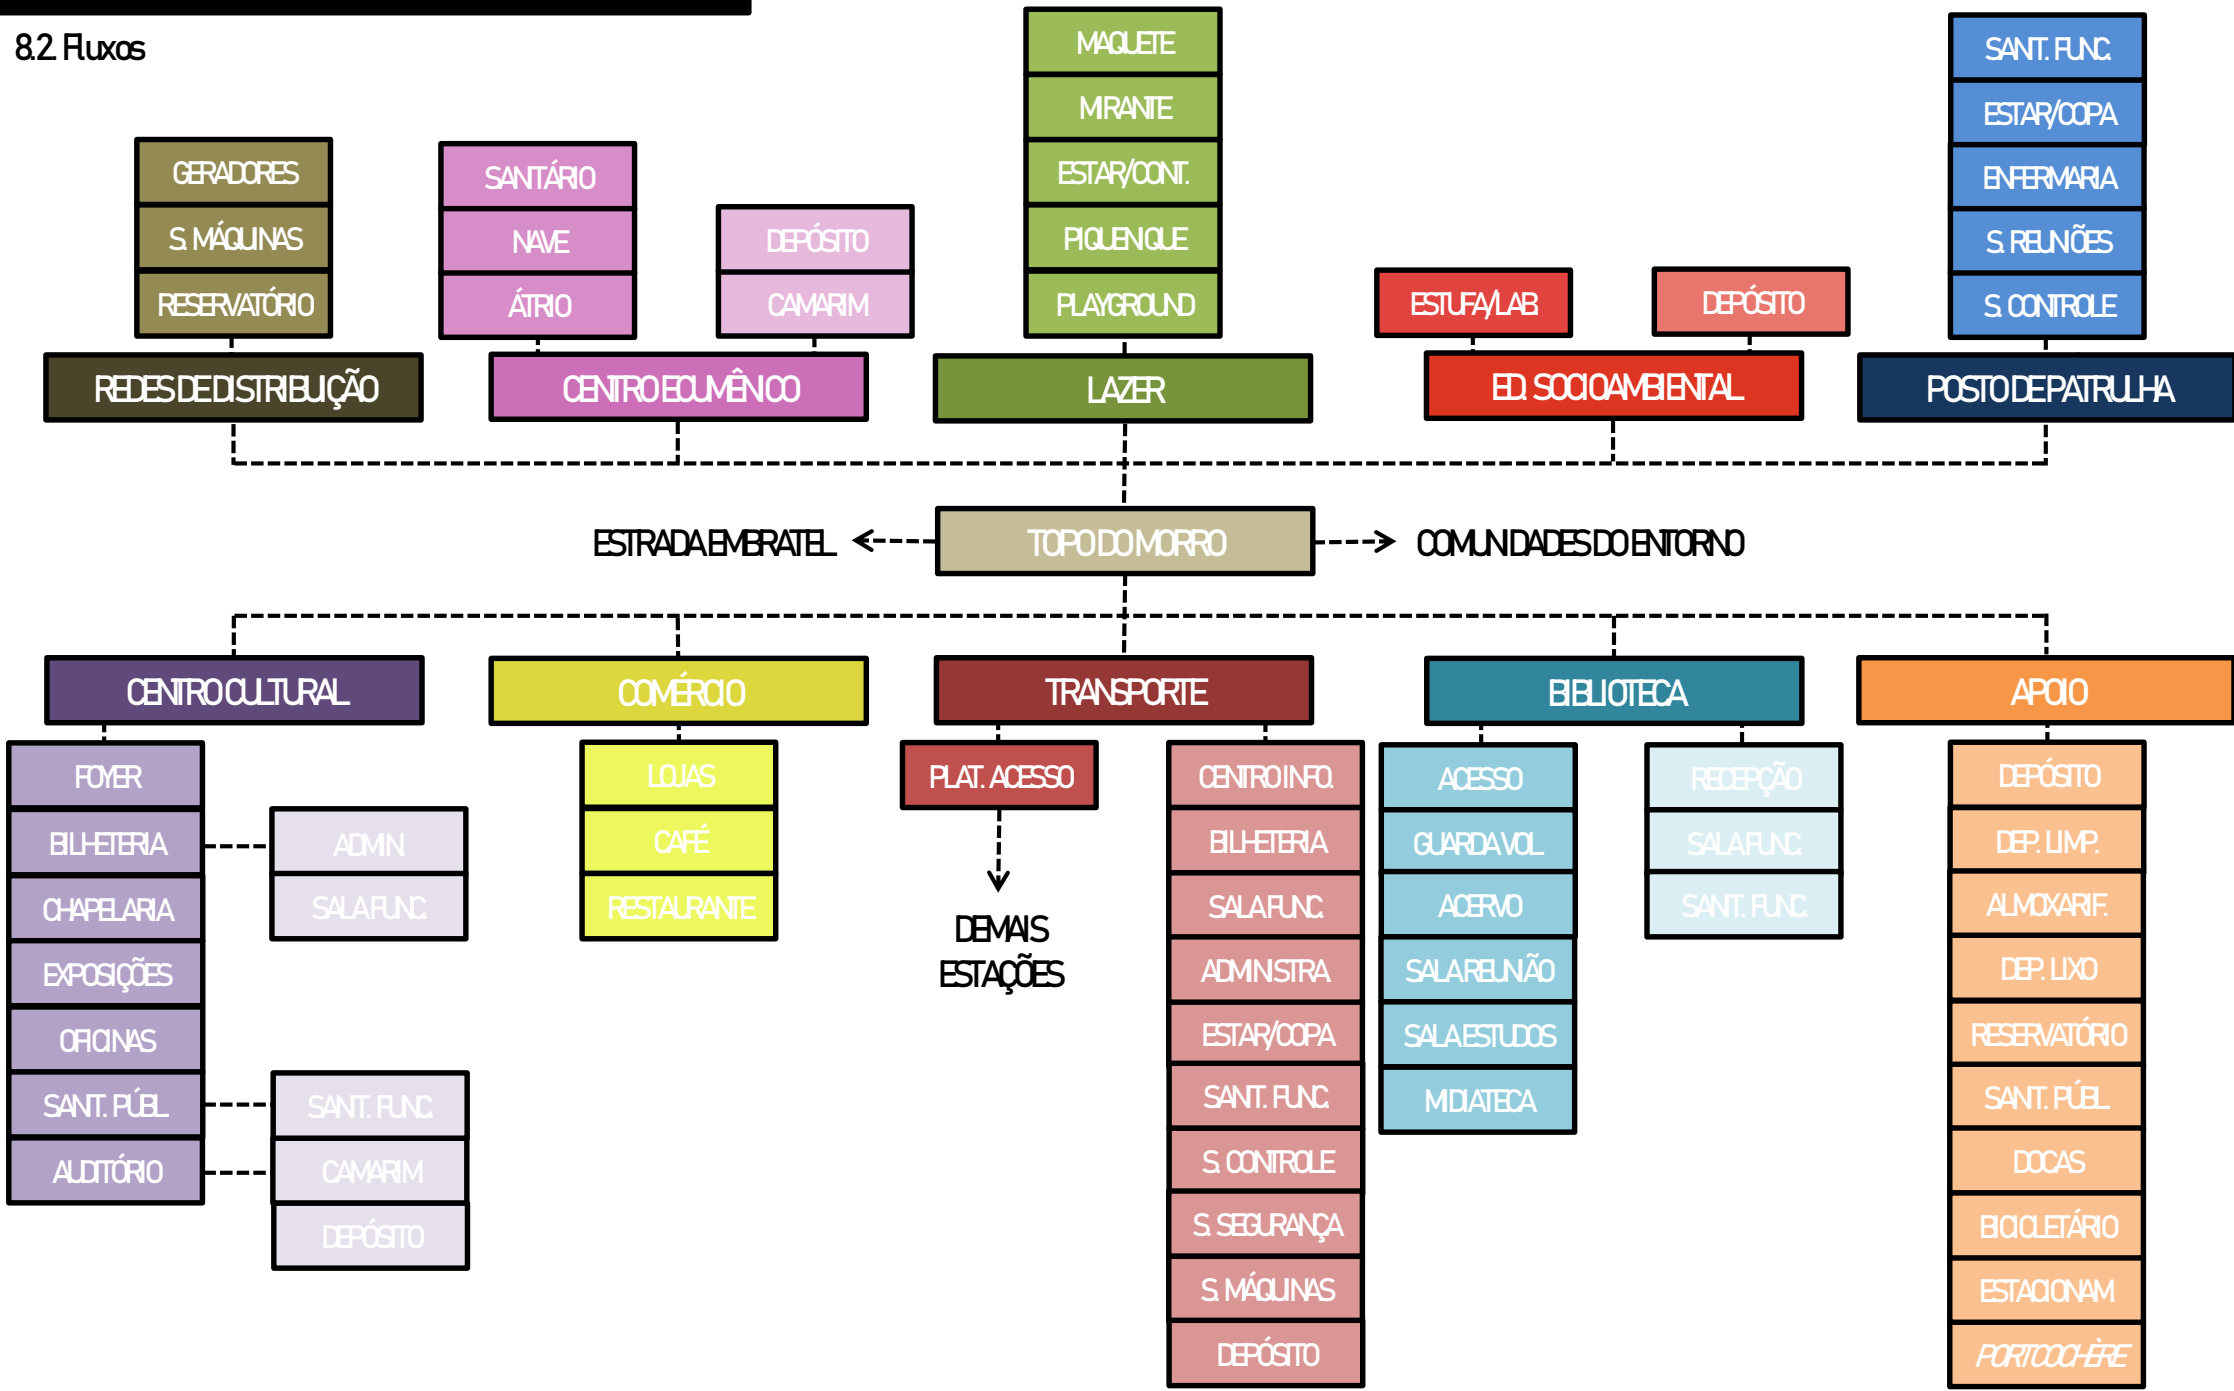 8.2. Fluxos
MAQUETE
MIRANTE
ESTAR/CONT.
PIQUENIQUE
PLAYGROUND
SANT. FUNC.
ESTAR/COPA
ENFERMARIA
S. REUNIÕES
S. CONTROLE
GERADORES
S. MÁQUINAS
RESERVATÓRIO
SANITÁRIO
NAVE
ÁTRIO
DEPÓSITO
CAMARIM
ESTUFA/LAB.
DEPÓSITO
REDES DE DISTRIBUIÇÃO
CENTRO ECUMÊNICO
LAZER
ED. SOCIOAMBIENTAL
POSTO DE PATRULHA
ESTRADA EMBRATEL
TOPO DO MORRO
COMUNIDADES DO ENTORNO
CENTRO CULTURAL
COMÉRCIO
TRANSPORTE
BIBLIOTECA
APOIO
FOYER
BILHETERIA
CHAPELARIA
EXPOSIÇÕES
OFICINAS
SANT. PÚBL.
AUDITÓRIO
ADMIN.
SALA FUNC.
SANT. FUNC.
CAMARIM
DEPÓSITO
LOJAS
CAFÉ
RESTAURANTE
PLAT. ACESSO
DEMAIS
ESTAÇÕES
CENTRO INFO.
BILHETERIA
SALA FUNC.
ADMINISTRA
ESTAR/COPA
SANT. FUNC.
S. CONTROLE
S. SEGURANÇA
S. MÁQUINAS
DEPÓSITO
ACESSO
GUARDA VOL.
ACERVO
SALA REUNIÃO
SALA ESTUDOS
MIDIATECA
RECEPÇÃO
SALA FUNC.
SANT. FUNC.
DEPÓSITO
DEP. LIMP.
ALMOXARIF.
DEP. LIXO
RESERVATÓRIO
SANT. PÚBL.
DOCAS
BICICLETÁRIO
ESTACIONAM.
PORTCOCHÈRE